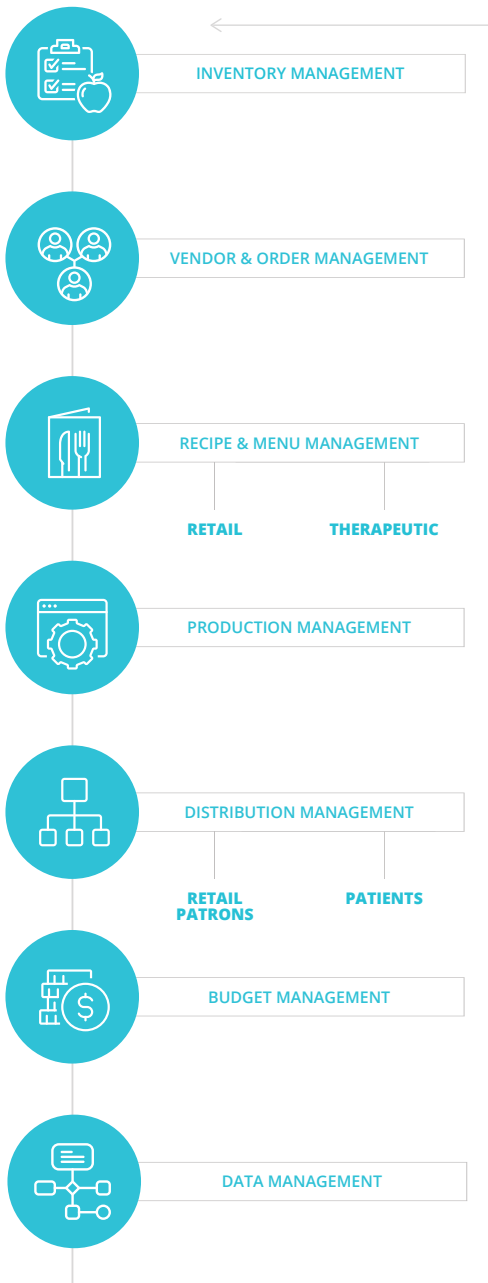 INVENTORY MANAGEMENT
VENDOR & ORDER MANAGEMENT
RECIPE & MENU MANAGEMENT
RETAIL
THERAPEUTIC
PRODUCTION MANAGEMENT
DISTRIBUTION MANAGEMENT
RETAIL
PATRONS
PATIENTS
$
BUDGET MANAGEMENT
DATA MANAGEMENT